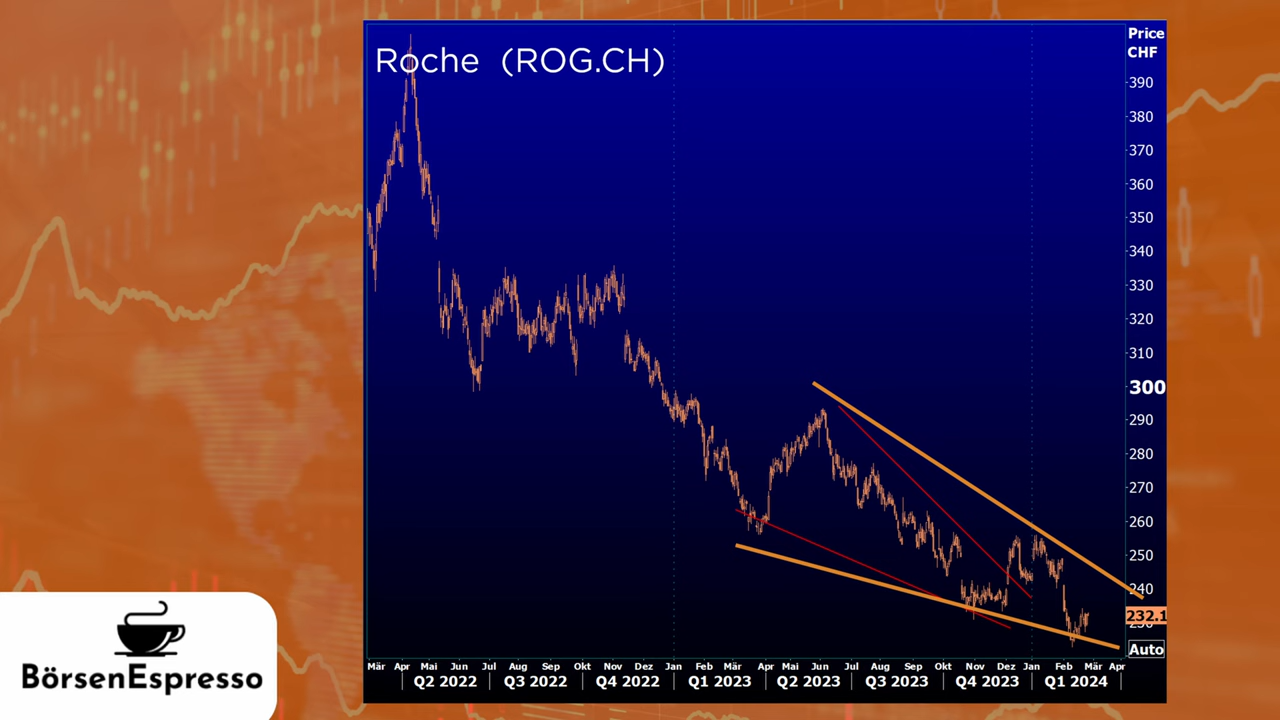 Roche (ROG.CH)
Price
CHF
390
380
370
360
350
340
330
320
310
300
290
280
270
260
250
240
232.1
Auto
Mär Apr Mai Jun Jul Aug Sep Okt Nov Dez Jan Feb Mär Apr Mai Jun Jul Aug Sep Okt Nov Dez Jan Feb Mär Apr
Q2 2022 Q3 2022 Q4 2022 Q1 2023 Q2 2023 Q3 2023 Q4 2023 Q1 2024
BörsenEspresso